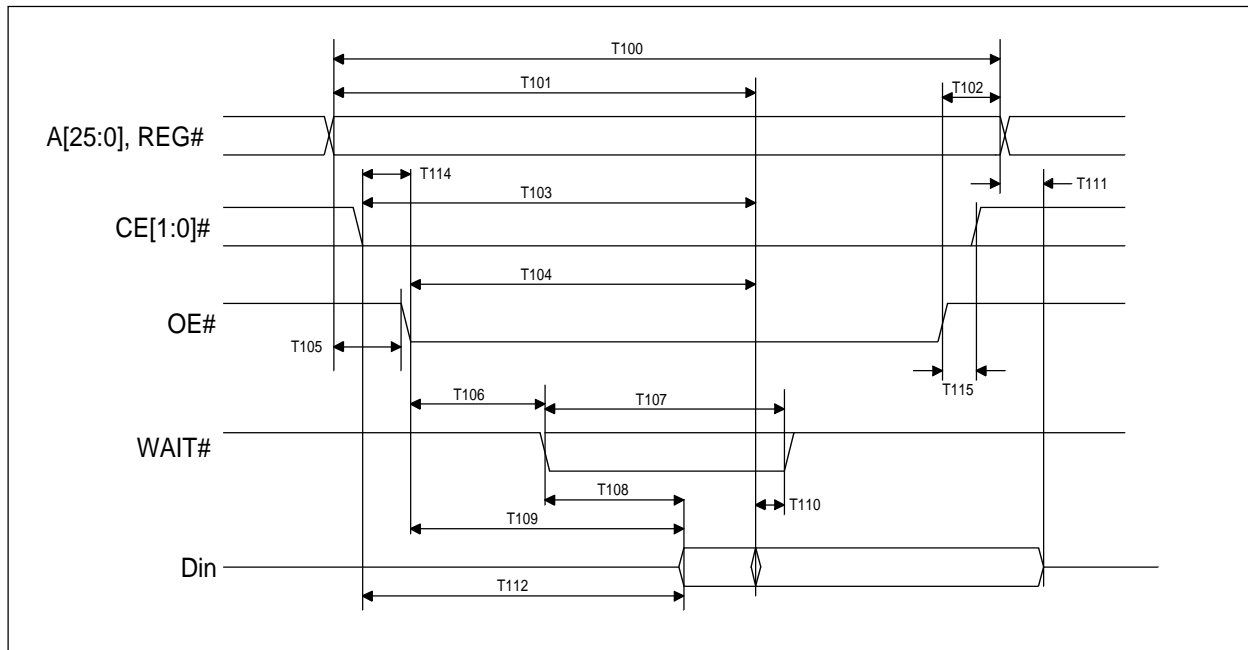 T100
T101
T102
A[25:0], REG#
T114
T111
T103
CE[1:0]#
T104
OE#
T105
T115
T106
T107
WAIT#
T108
T110
T109
Din
T112